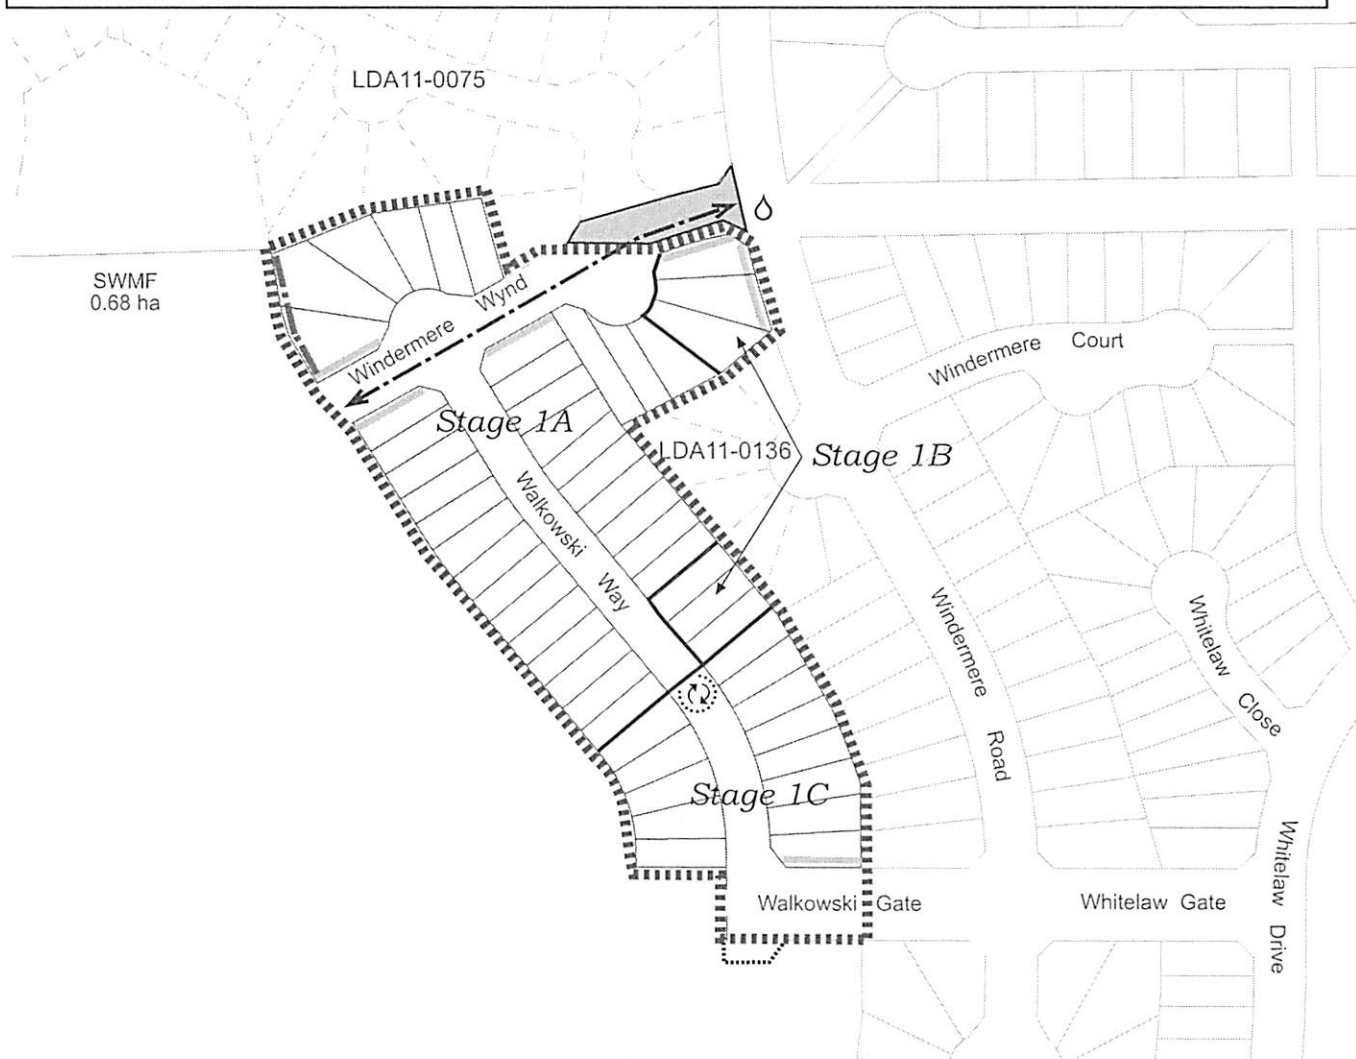 LDA11-0075
SWMF
0.68 ha
Windermere Wynd
Windermere Court
Stage 1A
LDA11-0136
Stage 1B
Walkowski Way
Windermere Road
Whitelaw Close
Stage 1C
Walkowski Gate
Whitelaw Gate
Whitelaw Drive